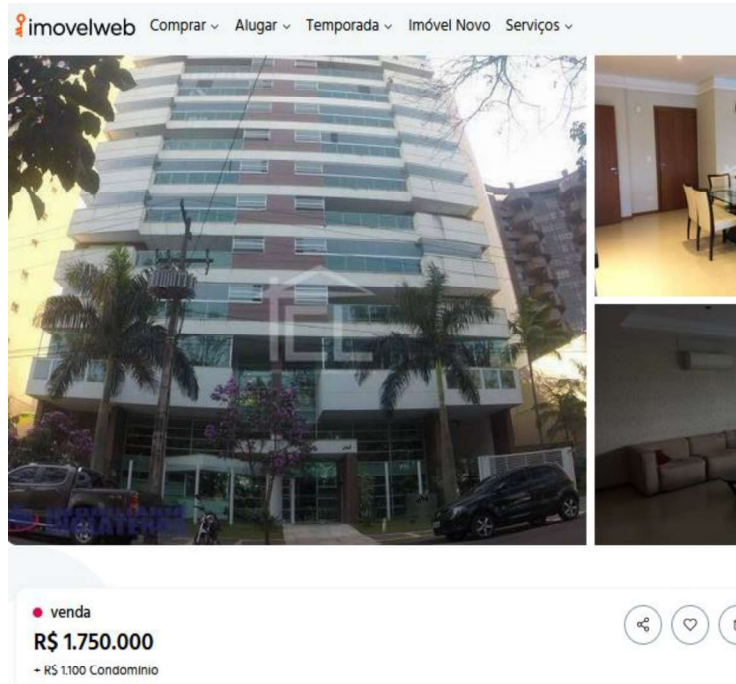 imovelweb Comprar Alugar Temporada Imóvel Novo Serviços
venda
R$ 1.750.000
+ R$ 1.100 Condomínio